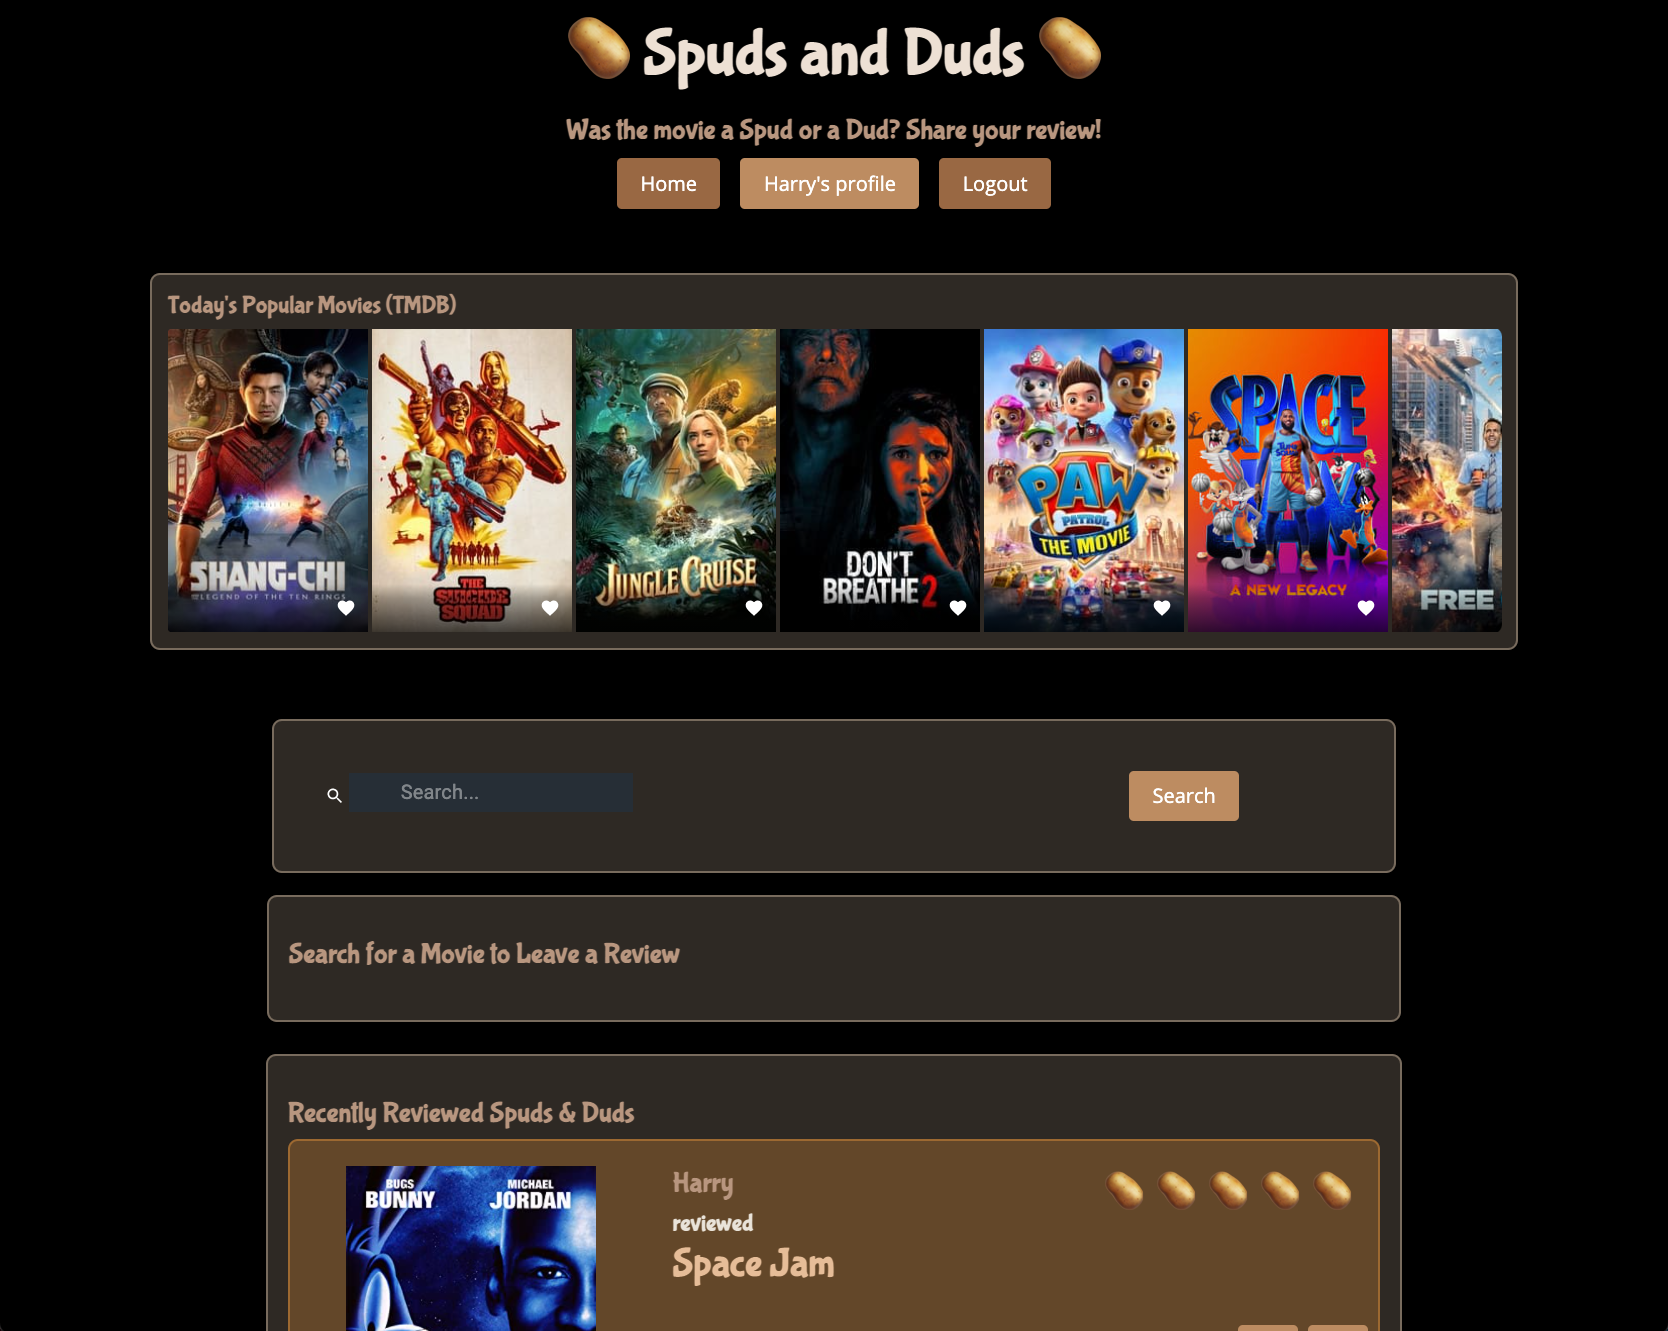 Spuds and Duds
Was the movie a Spud or a Dud? Share your review!
Home
Harry's profile
Logout
Today's Popular Movies (TMDB)
SHANG-CHI
AND THE LEGEND OF THE TEN RINGS
THE
SUICIDE
SQUAD
JUNGLE CRUISE
DON'T
BREATHE 2
PAW
PATROL
THE MOVIE
SPACE
JAM
A NEW LEGACY
FREE
Search...
Search
Search for a Movie to Leave a Review
Recently Reviewed Spuds & Duds
BUGS
BUNNY
MICHAEL
JORDAN
Harry
reviewed
Space Jam